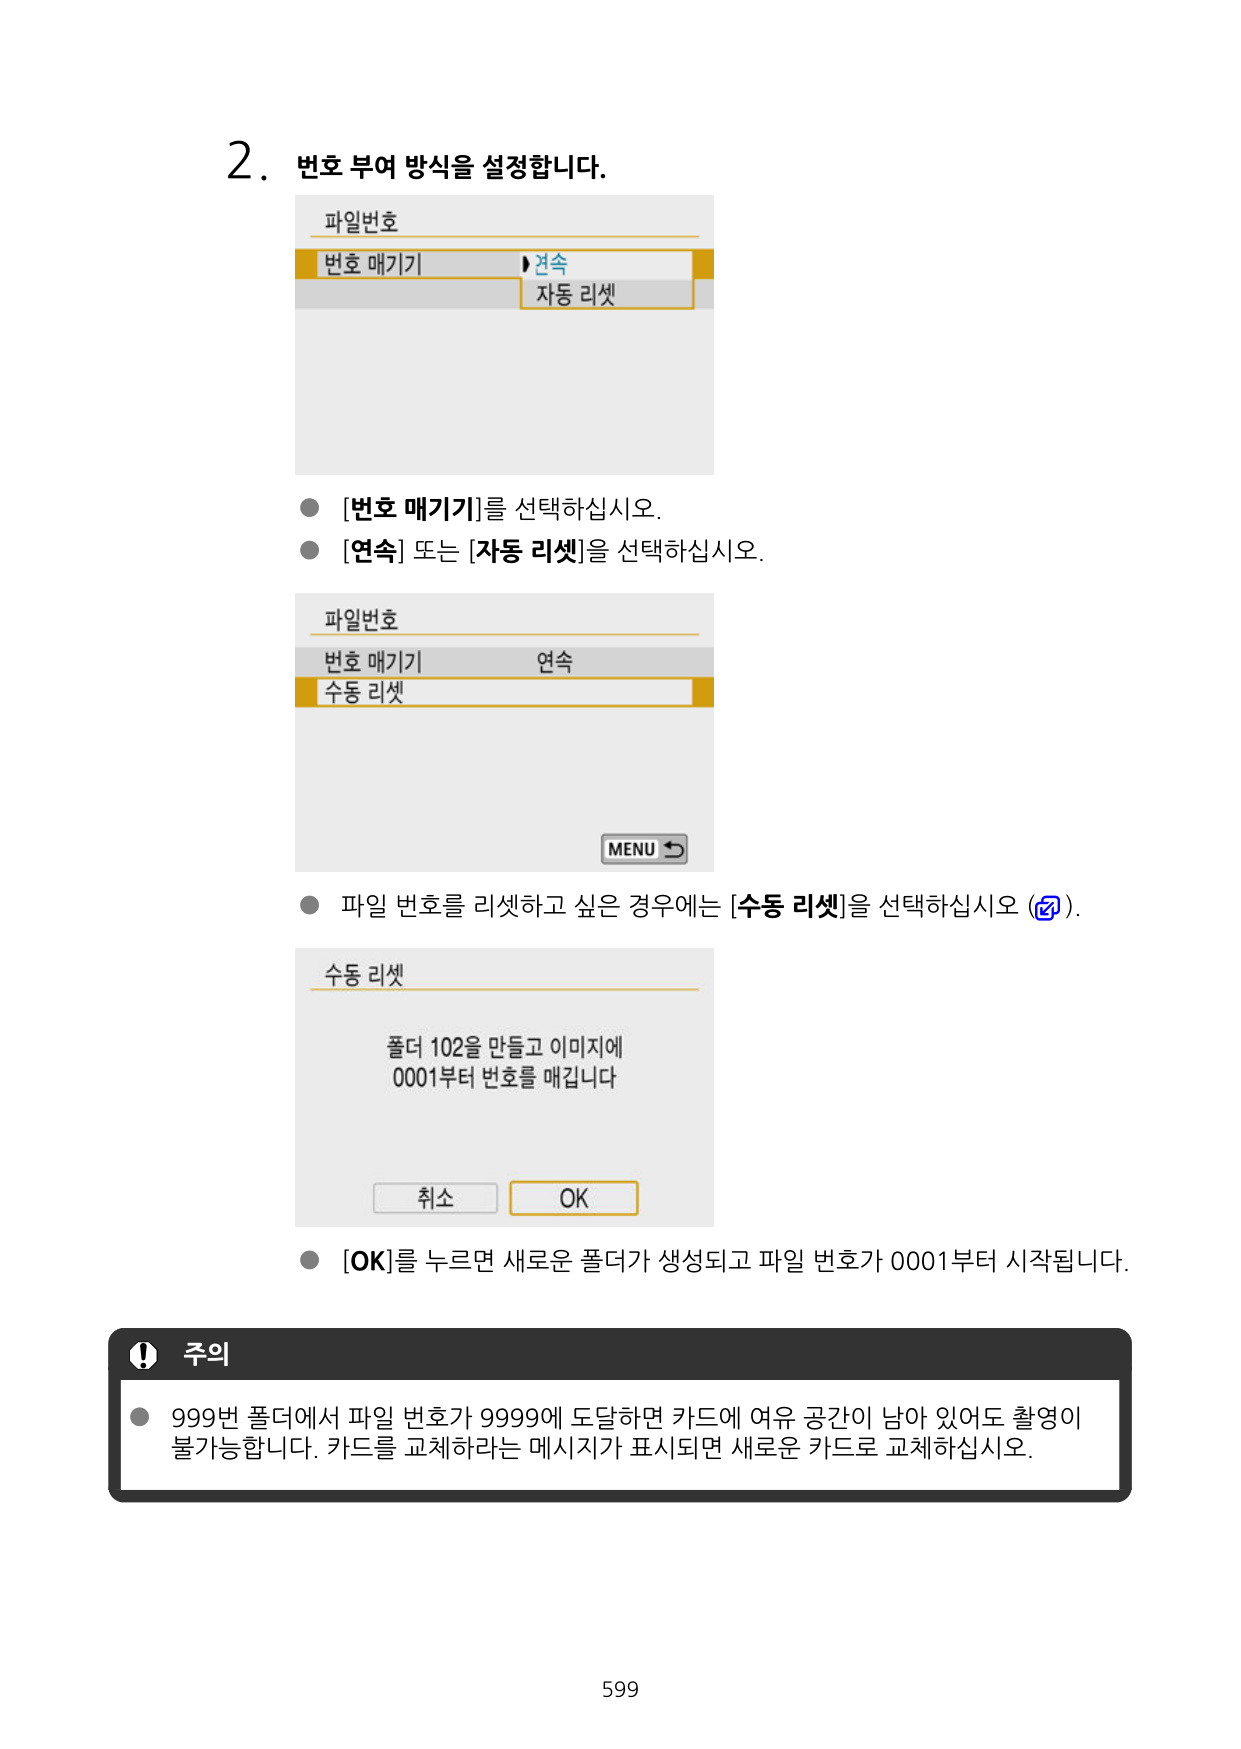 2. 번호 부여 방식을 설정합니다.
파일번호
번호 매기기 연속
자동 리셋
[번호 매기기]를 선택하십시오.
[연속] 또는 [자동 리셋]을 선택하십시오.
파일번호
번호 매기기 연속
수동 리셋
MENU
파일 번호를 리셋하고 싶은 경우에는 [수동 리셋]을 선택하십시오 ( ).
수동 리셋
폴더 102을 만들고 이미지에
0001부터 번호를 매깁니다
취소 OK
[OK]를 누르면 새로운 폴더가 생성되고 파일 번호가 0001부터 시작됩니다.
주의
999번 폴더에서 파일 번호가 9999에 도달하면 카드에 여유 공간이 남아 있어도 촬영이
불가능합니다. 카드를 교체하라는 메시지가 표시되면 새로운 카드로 교체하십시오.
599